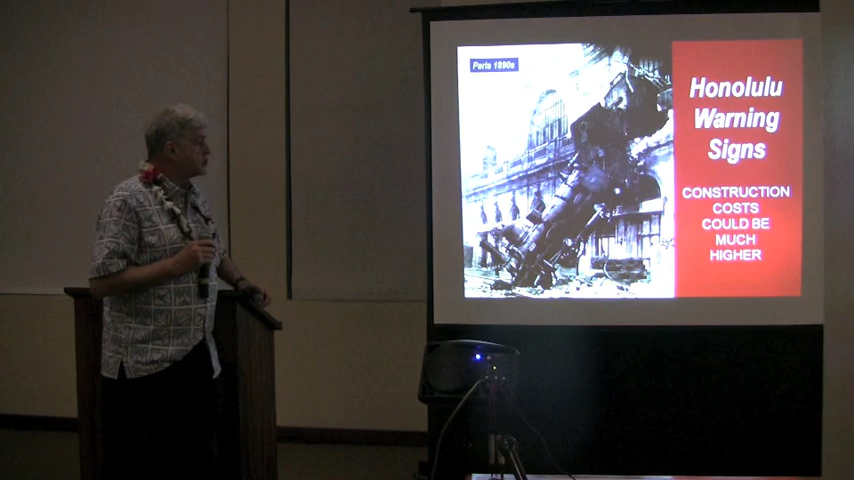 Paris 1890s
Honolulu
Warning
Signs
CONSTRUCTION
COSTS
COULD BE
MUCH
HIGHER